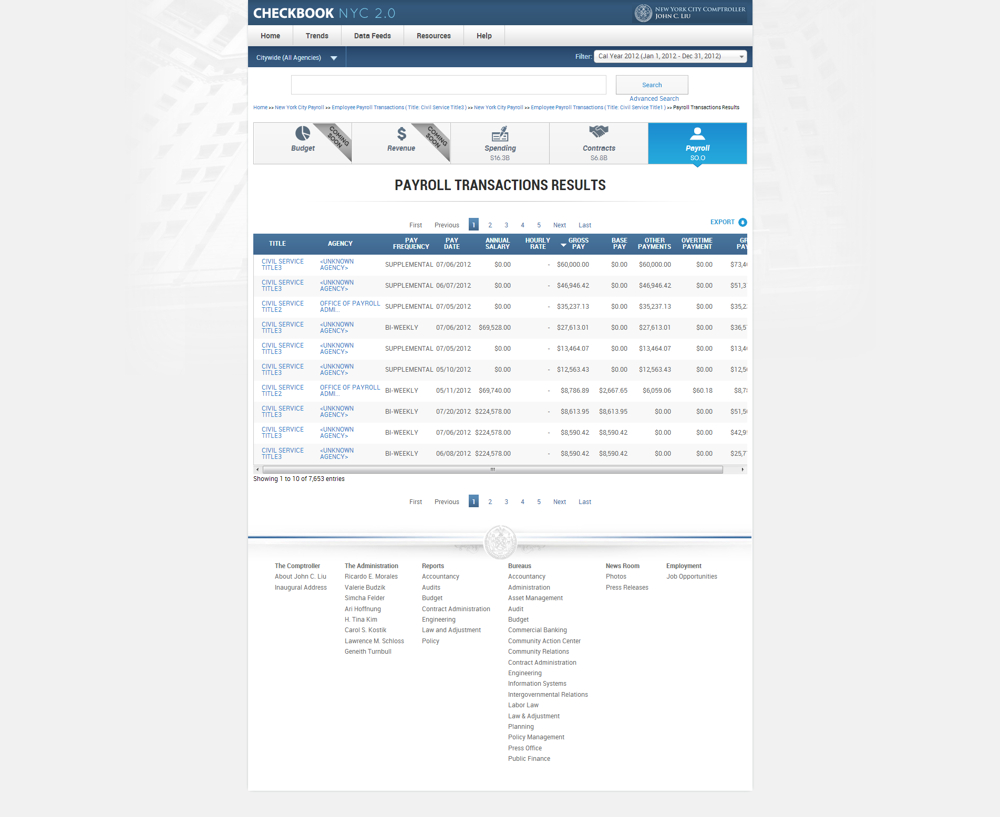 CHECKBOOK NYC 2.0
NEW YORK CITY COMPTROLLER
JOHN C. LIU
Home Trends Data Feeds Resources Help
Citywide (All Agencies) Filter: Cal Year 2012 (Jan 1, 2012 - Dec 31, 2012)
Search
Advanced Search
Home >> New York City Payroll >> Employee Payroll Transactions ( Title: Civil Service Title3 ) >> New York City Payroll >> Employee Payroll Transactions ( Title: Civil Service Title1 ) >> Payroll Transactions Results
COMING SOON COMING SOON
Budget Revenue Spending Contracts Payroll
$16.3B $6.8B $0.0
PAYROLL TRANSACTIONS RESULTS
EXPORT
First Previous 1 2 3 4 5 Next Last
TITLE AGENCY PAY FREQUENCY PAY DATE ANNUAL SALARY HOURLY RATE GROSS PAY BASE PAY OTHER PAYMENTS OVERTIME PAYMENT GR PAY
CIVIL SERVICE TITLE3 <UNKNOWN AGENCY> SUPPLEMENTAL 07/06/2012 $0.00 - $60,000.00 $0.00 $60,000.00 $0.00 $73,4
CIVIL SERVICE TITLE3 <UNKNOWN AGENCY> SUPPLEMENTAL 06/07/2012 $0.00 - $46,946.42 $0.00 $46,946.42 $0.00 $51,3
CIVIL SERVICE TITLE2 OFFICE OF PAYROLL ADMI... SUPPLEMENTAL 07/05/2012 $0.00 - $35,237.13 $0.00 $35,237.13 $0.00 $35,2
CIVIL SERVICE TITLE3 <UNKNOWN AGENCY> BI-WEEKLY 07/06/2012 $69,528.00 - $27,613.01 $0.00 $27,613.01 $0.00 $36,5
CIVIL SERVICE TITLE3 <UNKNOWN AGENCY> SUPPLEMENTAL 07/05/2012 $0.00 - $13,464.07 $0.00 $13,464.07 $0.00 $13,4
CIVIL SERVICE TITLE3 <UNKNOWN AGENCY> SUPPLEMENTAL 05/10/2012 $0.00 - $12,563.43 $0.00 $12,563.43 $0.00 $12,5
CIVIL SERVICE TITLE2 OFFICE OF PAYROLL ADMI... BI-WEEKLY 05/11/2012 $69,740.00 - $8,786.89 $2,667.65 $6,059.06 $60.18 $8,7
CIVIL SERVICE TITLE3 <UNKNOWN AGENCY> BI-WEEKLY 07/20/2012 $224,578.00 - $8,613.95 $8,613.95 $0.00 $0.00 $51,5
CIVIL SERVICE TITLE3 <UNKNOWN AGENCY> BI-WEEKLY 07/06/2012 $224,578.00 - $8,590.42 $8,590.42 $0.00 $0.00 $42,9
CIVIL SERVICE TITLE3 <UNKNOWN AGENCY> BI-WEEKLY 06/08/2012 $224,578.00 - $8,590.42 $8,590.42 $0.00 $0.00 $25,7
Showing 1 to 10 of 7,653 entries
First Previous 1 2 3 4 5 Next Last
The Comptroller
About John C. Liu
Inaugural Address
The Administration
Ricardo E. Morales
Valerie Budzik
Simcha Felder
Ari Hoffnung
H. Tina Kim
Carol S. Kostik
Lawrence M. Schloss
Geneith Turnbull
Reports
Accountancy
Audits
Budget
Contract Administration
Engineering
Law and Adjustment
Policy
Bureaus
Accountancy
Administration
Asset Management
Audit
Budget
Commercial Banking
Community Action Center
Community Relations
Contract Administration
Engineering
Information Systems
Intergovernmental Relations
Labor Law
Law & Adjustment
Planning
Policy Management
Press Office
Public Finance
News Room
Photos
Press Releases
Employment
Job Opportunities